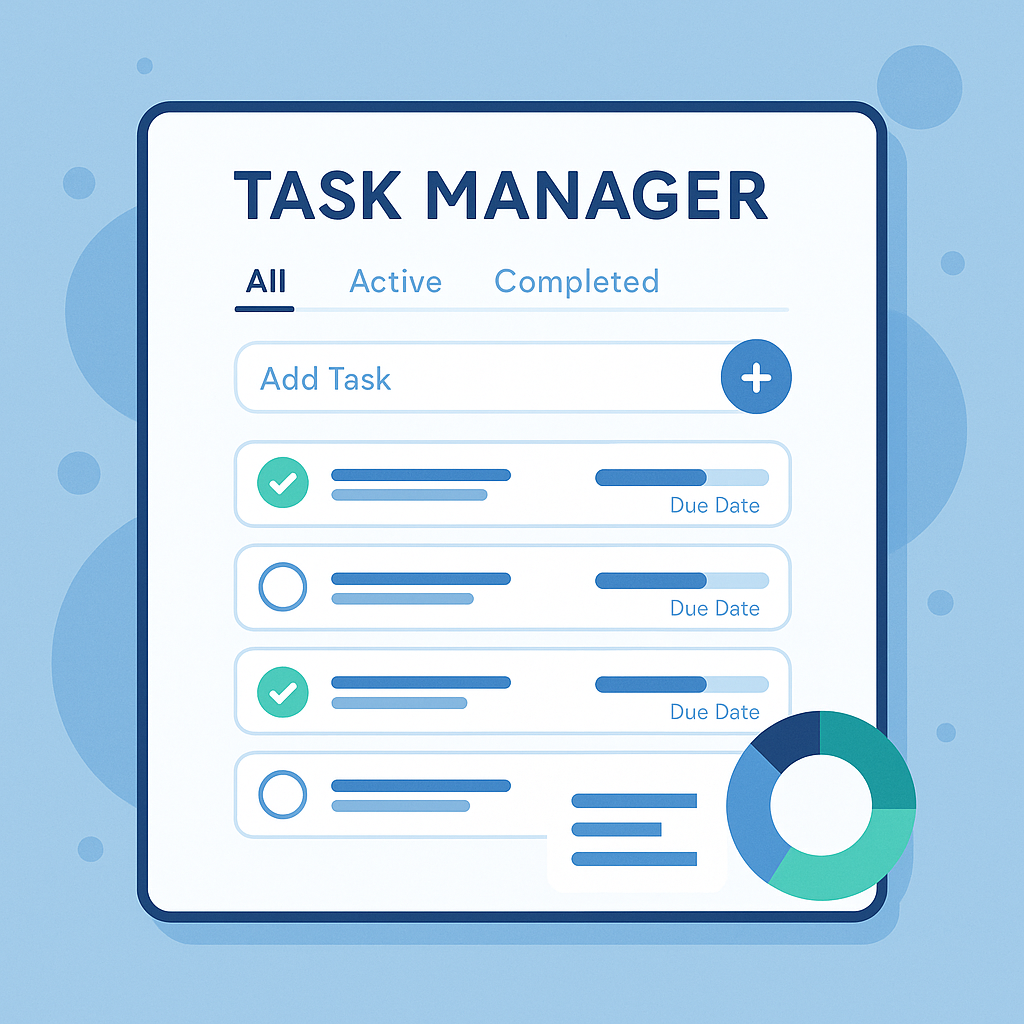 TASK MANAGER
All Active Completed
Add Task
Due Date
Due Date
Due Date